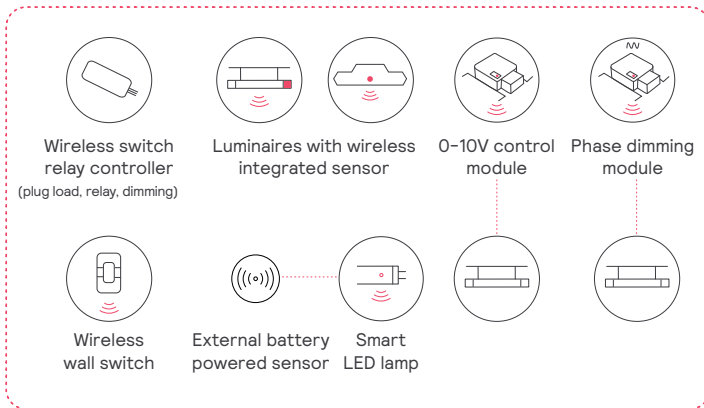 Wireless switch
relay controller
(plug load, relay, dimming)
Luminaires with wireless
integrated sensor
0-10V control
module
Phase dimming
module
Wireless
wall switch
External battery
powered sensor
Smart
LED lamp